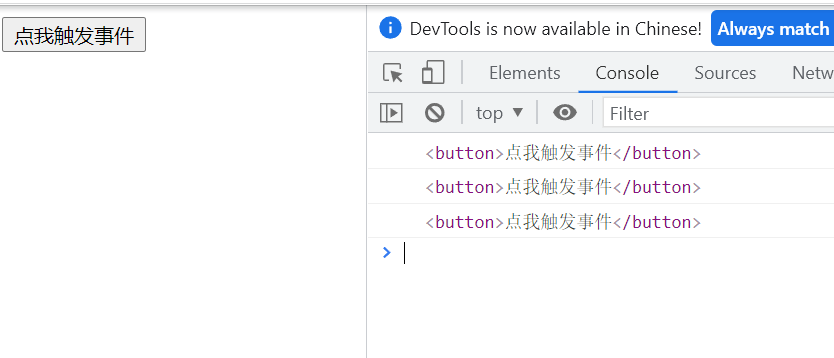 点我触发事件
DevTools is now available in Chinese! Always match
Elements Console Sources Netw
top ▼ Filter
<button>点我触发事件</button>
<button>点我触发事件</button>
<button>点我触发事件</button>
>